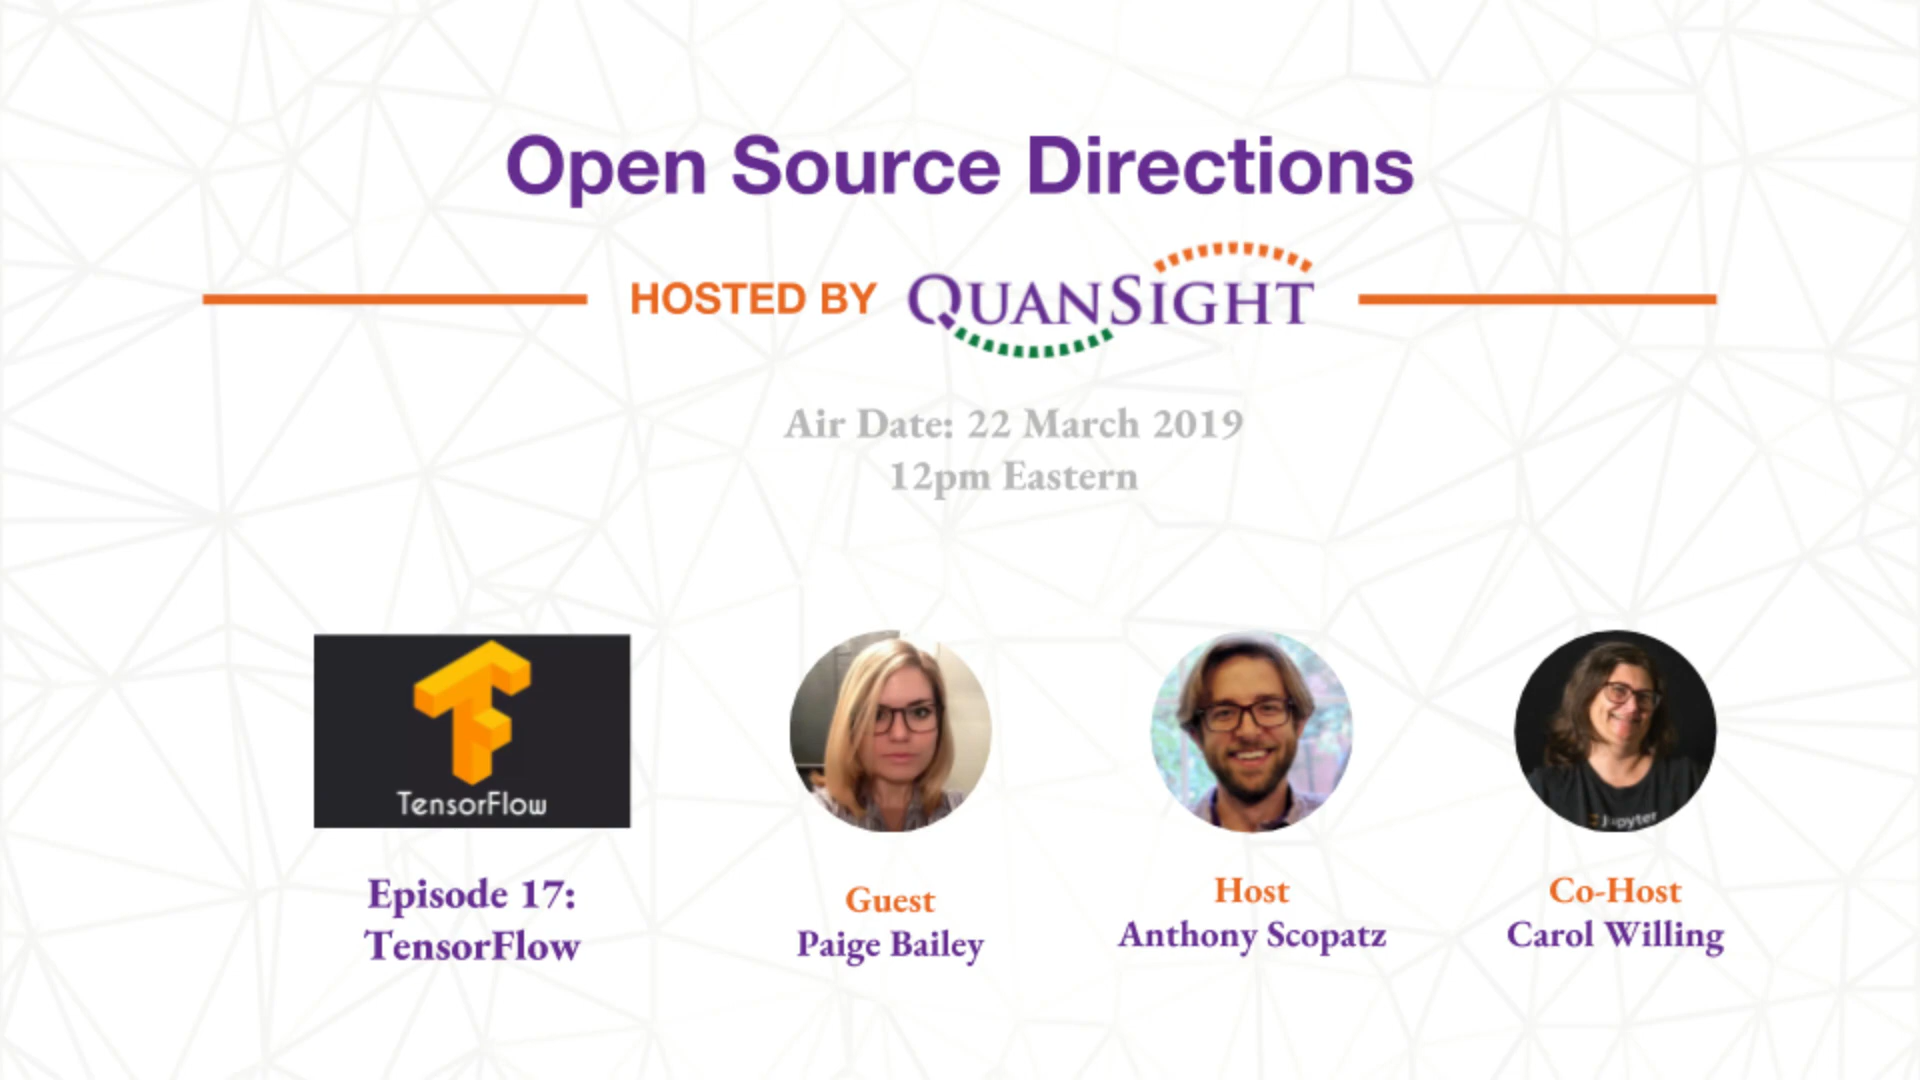 Open Source Directions
HOSTED BY QUANSIGHT
Air Date: 22 March 2019
12pm Eastern
TensorFlow
Jupyter
Episode 17:
TensorFlow
Guest
Paige Bailey
Host
Anthony Scopatz
Co-Host
Carol Willing